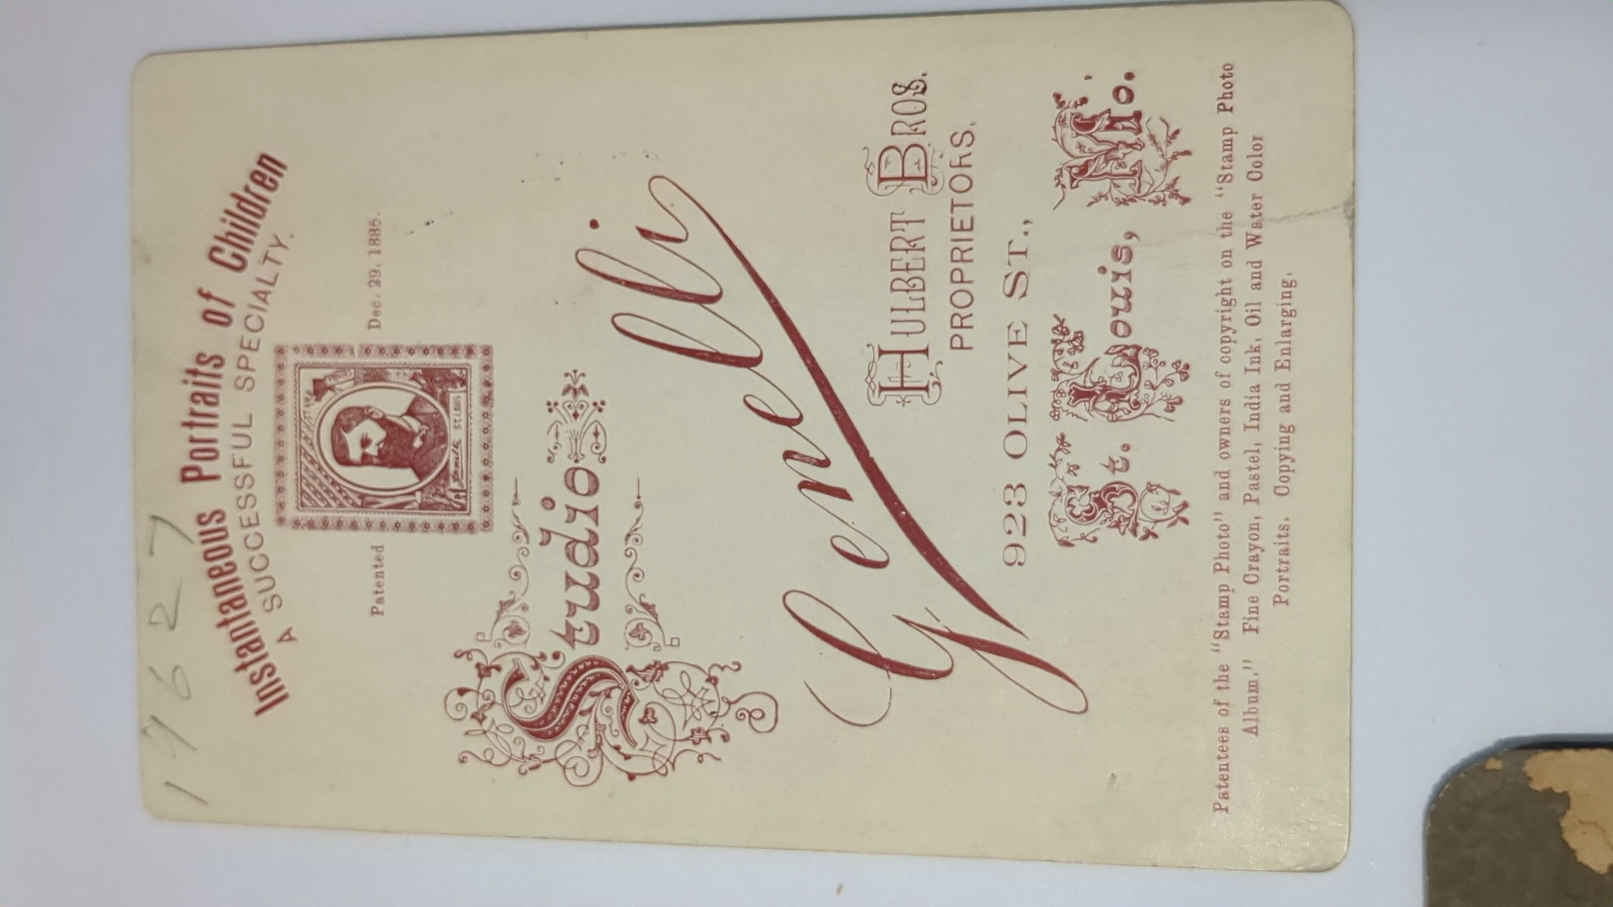 17627
Instantaneous Portraits of Children
A SUCCESSFUL SPECIALTY.
Patented Dec. 29. 1885.
Studio
Genelli
HULBERT BROS.
PROPRIETORS.
923 OLIVE ST.,
St. Louis, Mo.
Patentees of the "Stamp Photo" and owners of copyright on the "Stamp Photo
Album." Fine Crayon, Pastel, India Ink, Oil and Water Color
Portraits. Copying and Enlarging.